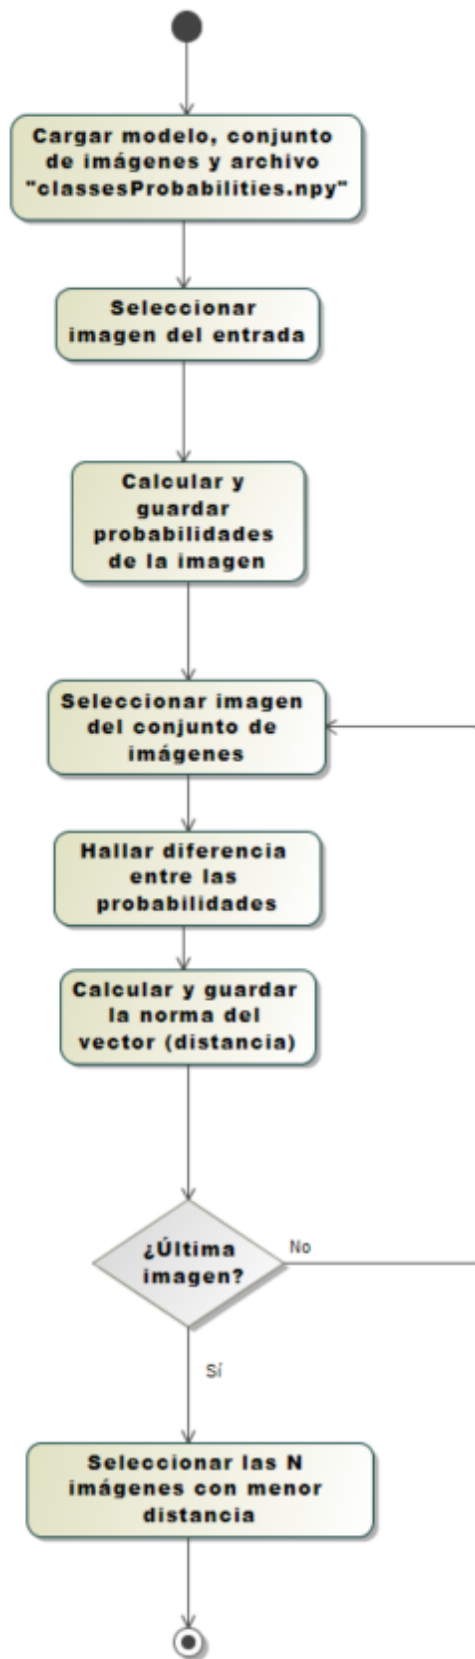 Cargar modelo, conjunto
de imágenes y archivo
"classesProbabilities.npy"
Seleccionar
imagen del entrada
Calcular y
guardar
probabilidades
de la imagen
Seleccionar imagen
del conjunto de
imágenes
Hallar diferencia
entre las
probabilidades
Calcular y guardar
la norma del
vector (distancia)
¿Última
imagen?
No
Sí
Seleccionar las N
imágenes con menor
distancia